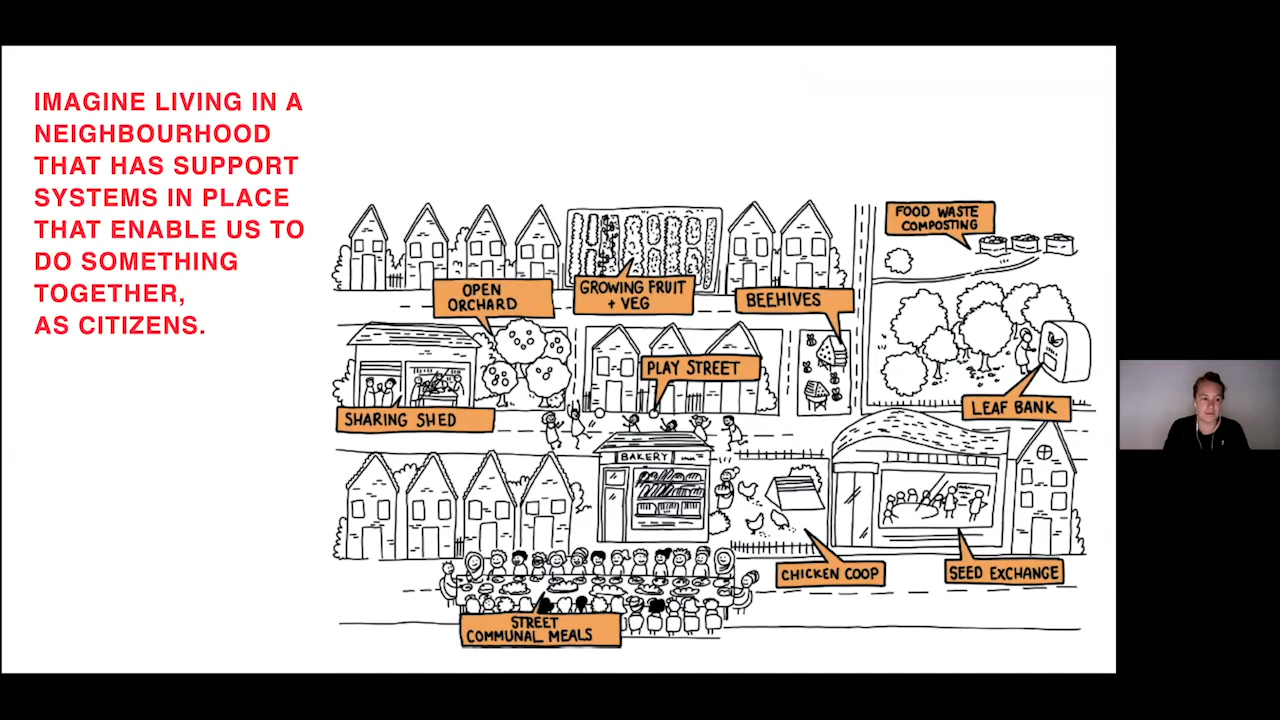 IMAGINE LIVING IN A
NEIGHBOURHOOD
THAT HAS SUPPORT
SYSTEMS IN PLACE
THAT ENABLE US TO
DO SOMETHING
TOGETHER,
AS CITIZENS.
FOOD WASTE
COMPOSTING
OPEN
ORCHARD
GROWING FRUIT
+ VEG
BEEHIVES
PLAY STREET
SHARING SHED
LEAF BANK
BAKERY
CHICKEN COOP
SEED EXCHANGE
STREET
COMMUNAL MEALS